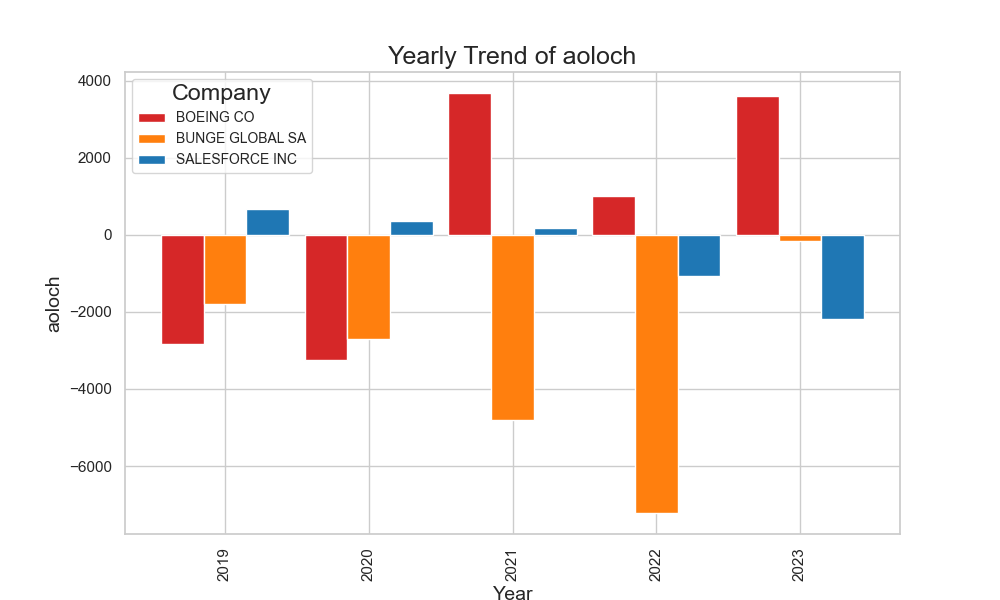 Yearly Trend of aoloch
Company
BOEING CO
BUNGE GLOBAL SA
SALESFORCE INC
aoloch
4000
2000
0
−2000
−4000
−6000
2019
2020
2021
2022
2023
Year